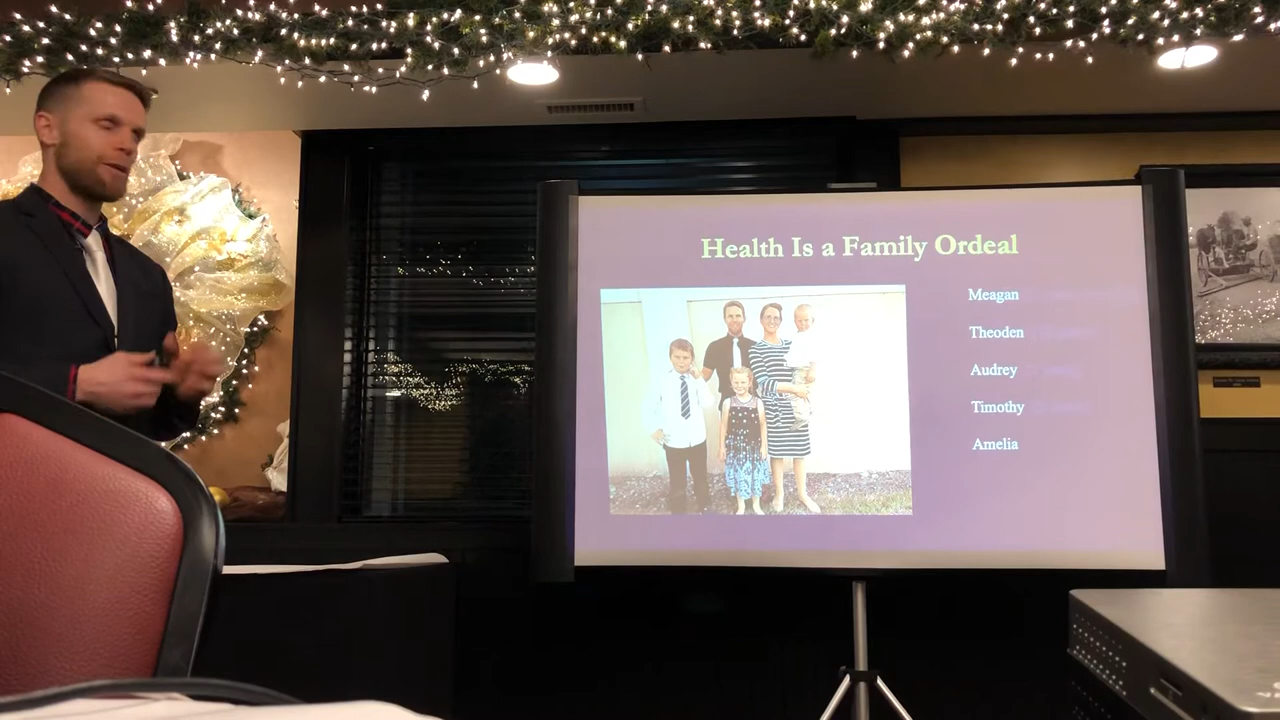 Health Is a Family Ordeal
Meagan
Theoden
Audrey
Timothy
Amelia